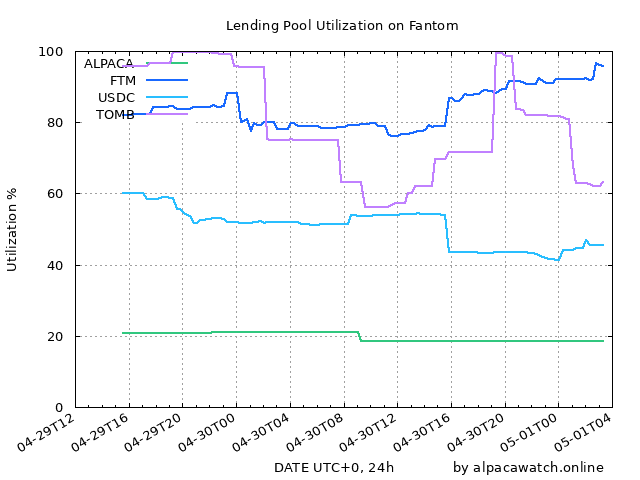 Lending Pool Utilization on Fantom
100
80
60
40
20
0
Utilization %
ALPACA
FTM
USDC
TOMB
04-29T12
04-29T16
04-29T20
04-30T00
04-30T04
04-30T08
04-30T12
04-30T16
04-30T20
05-01T00
05-01T04
DATE UTC+0, 24h
by alpacawatch.online